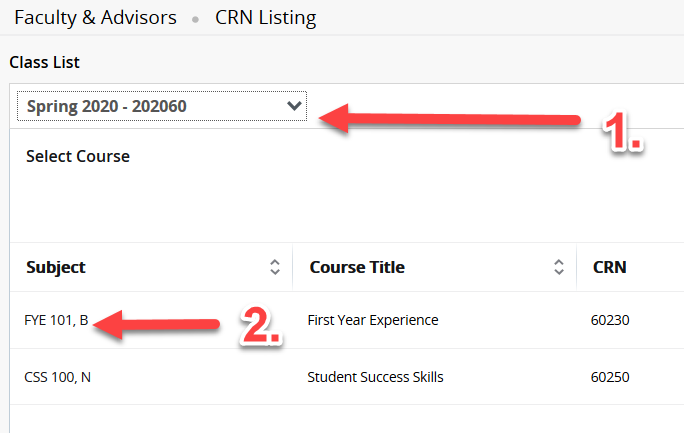 Faculty & Advisors • CRN Listing
Class List
Spring 2020 - 202060
1.
Select Course
Subject Course Title CRN
FYE 101, B First Year Experience 60230
2.
CSS 100, N Student Success Skills 60250